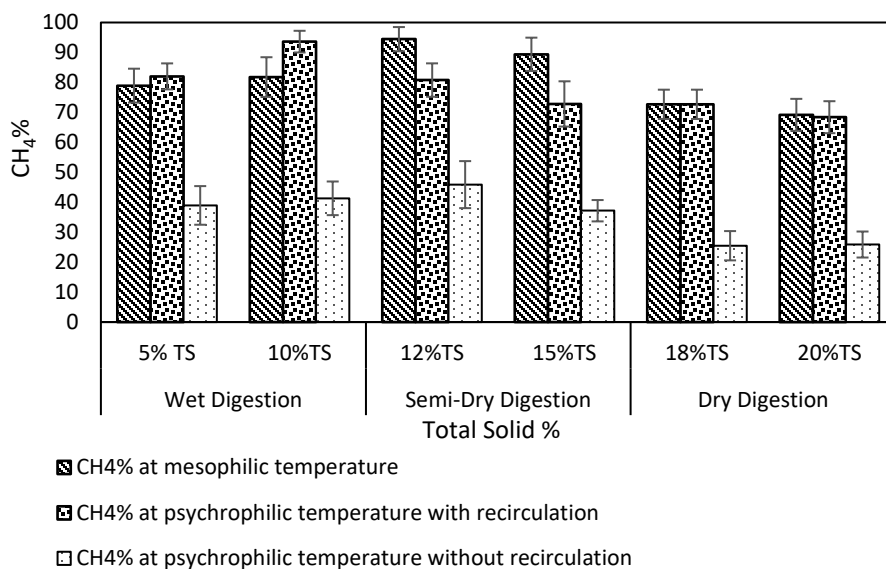 100
90
80
70
60
50
40
30
20
10
0
CH₄%
5% TS 10%TS 12%TS 15%TS 18%TS 20%TS
Wet Digestion Semi-Dry Digestion Dry Digestion
Total Solid %
CH4% at mesophilic temperature
CH4% at psychrophilic temperature with recirculation
CH4% at psychrophilic temperature without recirculation